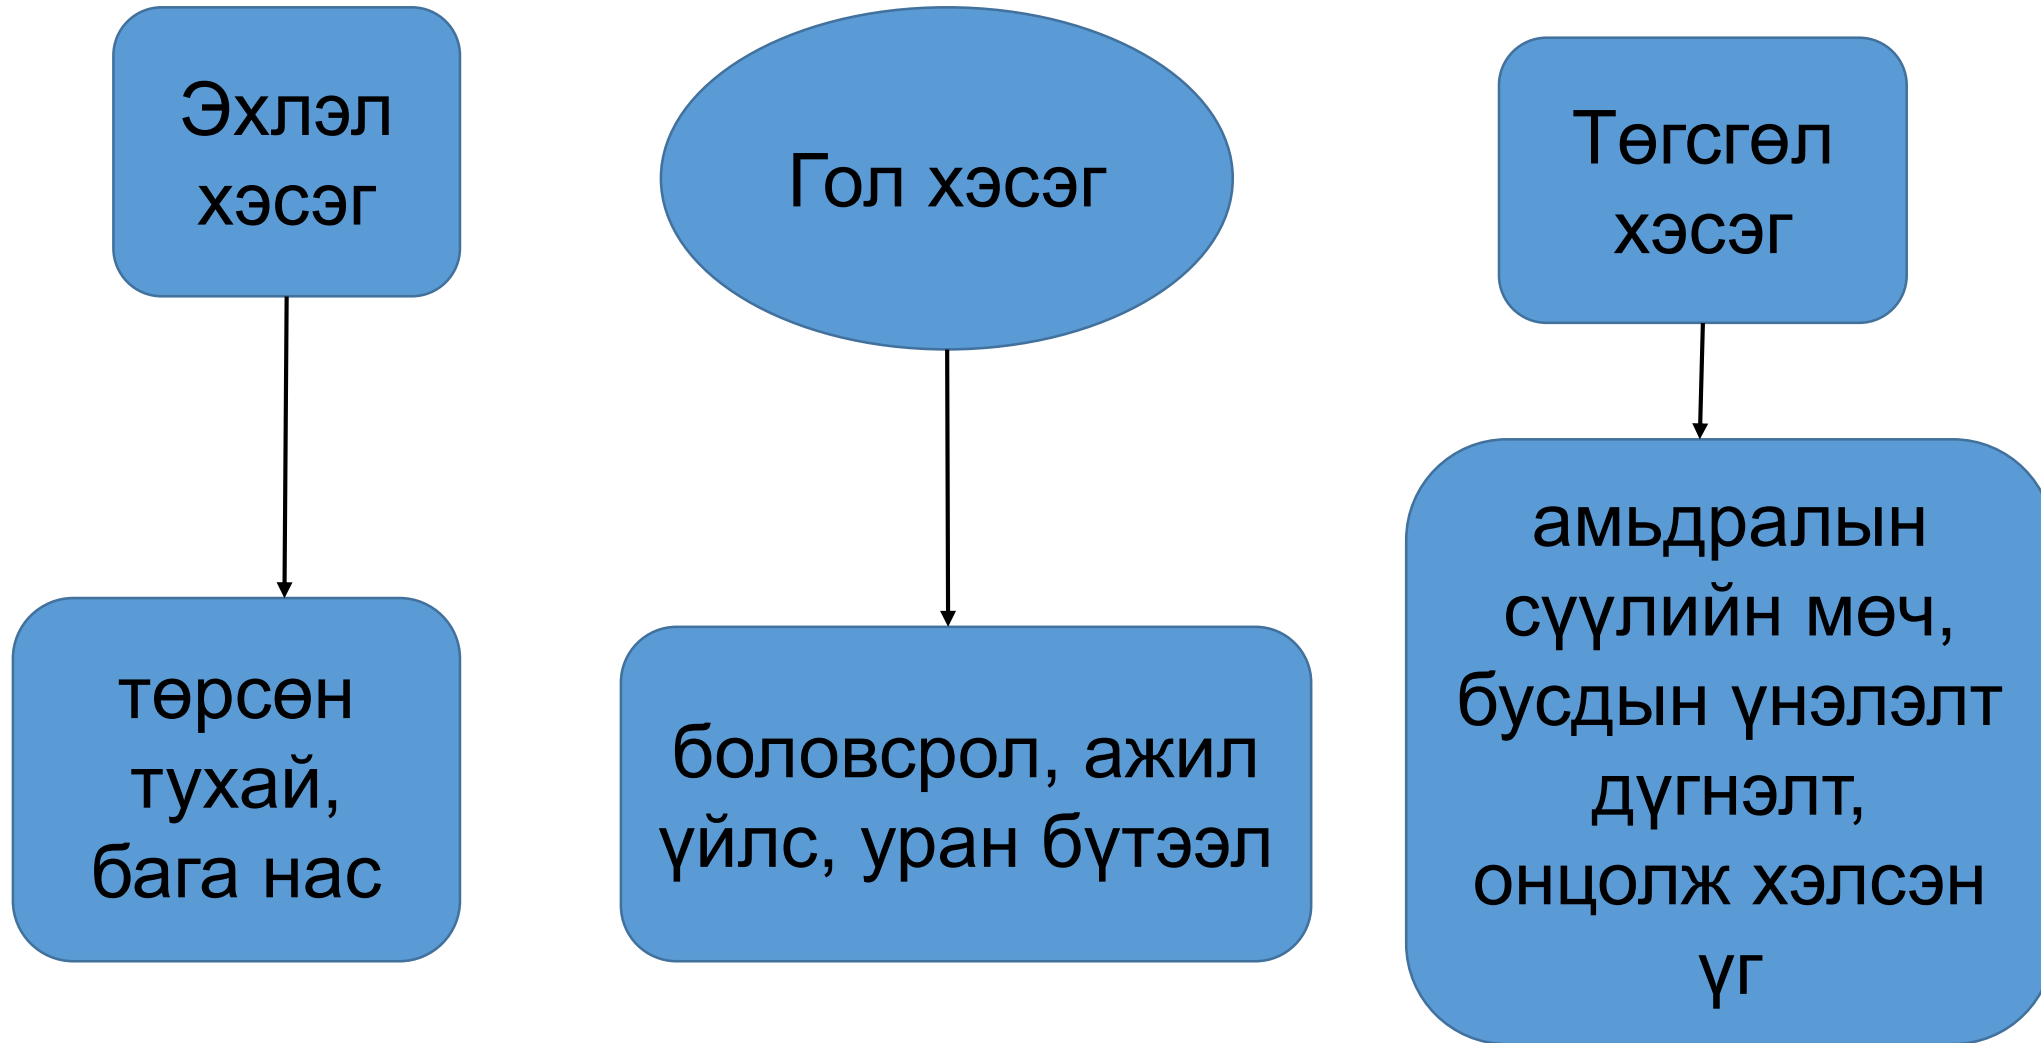 Эхлэл
хэсэг
Гол хэсэг
Төгсгөл
хэсэг
төрсөн
тухай,
бага нас
боловсрол, ажил
үйлс, уран бүтээл
амьдралын
сүүлийн мөч,
бусдын үнэлэлт
дүгнэлт,
онцолж хэлсэн
үг